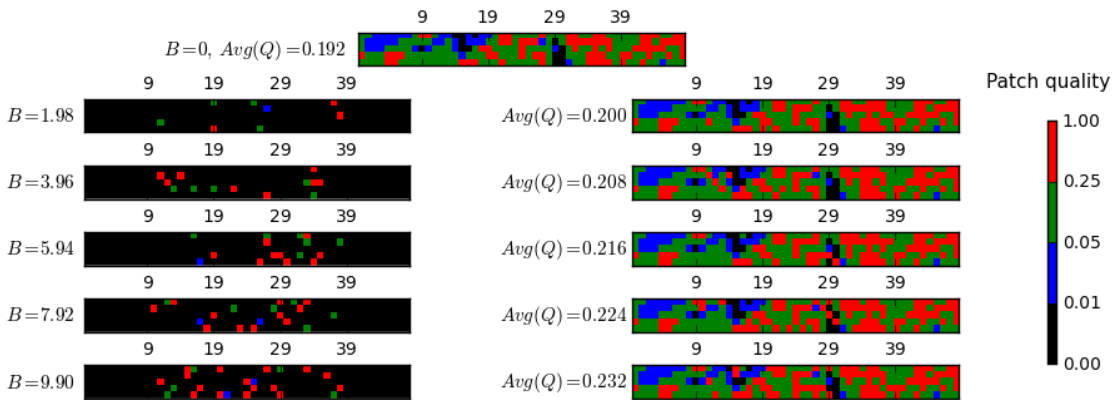 9 19 29 39
B=0, Avg(Q)=0.192
9 19 29 39
Patch quality
B=1.98
Avg(Q)=0.200
1.00
9 19 29 39
9 19 29 39
B=3.96
Avg(Q)=0.208
0.25
9 19 29 39
9 19 29 39
B=5.94
Avg(Q)=0.216
0.05
9 19 29 39
9 19 29 39
B=7.92
Avg(Q)=0.224
0.01
9 19 29 39
9 19 29 39
B=9.90
Avg(Q)=0.232
0.00